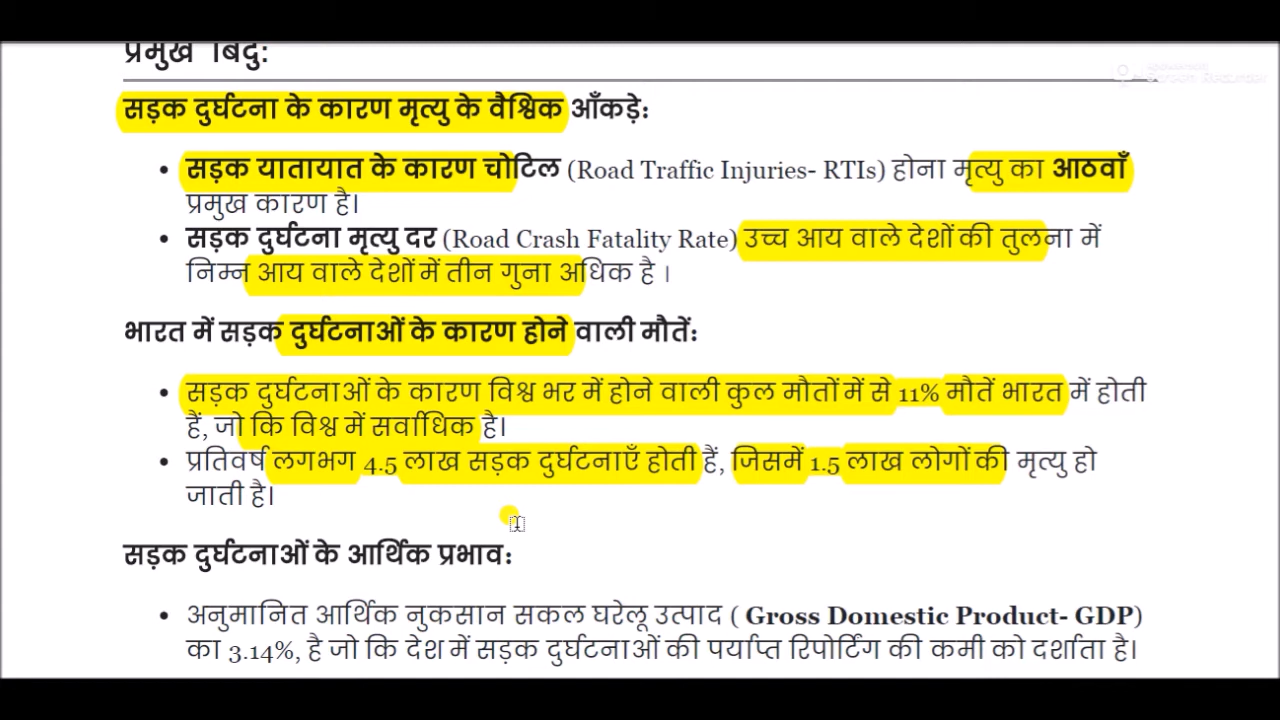 प्रमुख बिंदु:
सड़क दुर्घटना के कारण मृत्यु के वैश्विक आँकड़े:
• सड़क यातायात के कारण चोटिल (Road Traffic Injuries- RTIs) होना मृत्यु का आठवाँ
प्रमुख कारण है।
• सड़क दुर्घटना मृत्यु दर (Road Crash Fatality Rate) उच्च आय वाले देशों की तुलना में
निम्न आय वाले देशों में तीन गुना अधिक है ।
भारत में सड़क दुर्घटनाओं के कारण होने वाली मौतें:
• सड़क दुर्घटनाओं के कारण विश्व भर में होने वाली कुल मौतों में से 11% मौतें भारत में होती
हैं, जो कि विश्व में सर्वाधिक है।
• प्रतिवर्ष लगभग 4.5 लाख सड़क दुर्घटनाएँ होती हैं, जिसमें 1.5 लाख लोगों की मृत्यु हो
जाती है।
सड़क दुर्घटनाओं के आर्थिक प्रभाव:
• अनुमानित आर्थिक नुकसान सकल घरेलू उत्पाद ( Gross Domestic Product- GDP)
का 3.14%, है जो कि देश में सड़क दुर्घटनाओं की पर्याप्त रिपोर्टिंग की कमी को दर्शाता है।